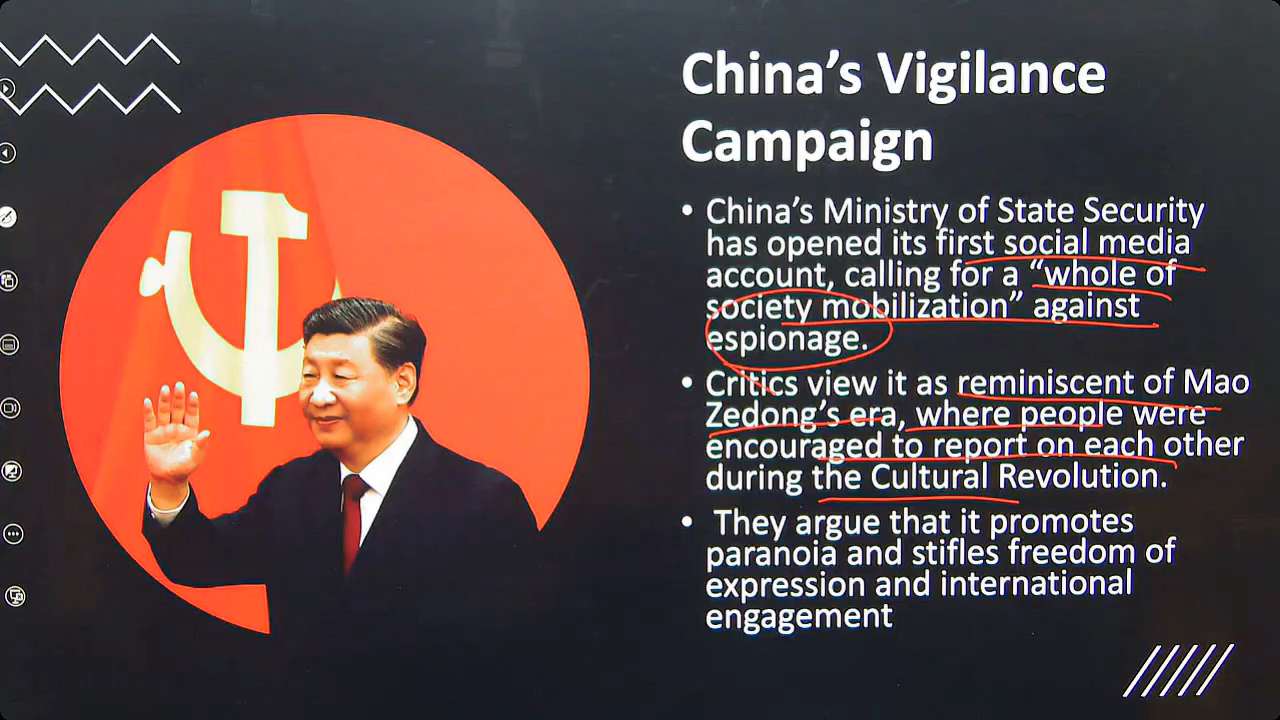 China’s Vigilance
Campaign
• China’s Ministry of State Security
has opened its first social media
account, calling for a “whole of
society mobilization” against
espionage.
• Critics view it as reminiscent of Mao
Zedong’s era, where people were
encouraged to report on each other
during the Cultural Revolution.
• They argue that it promotes
paranoia and stifles freedom of
expression and international
engagement